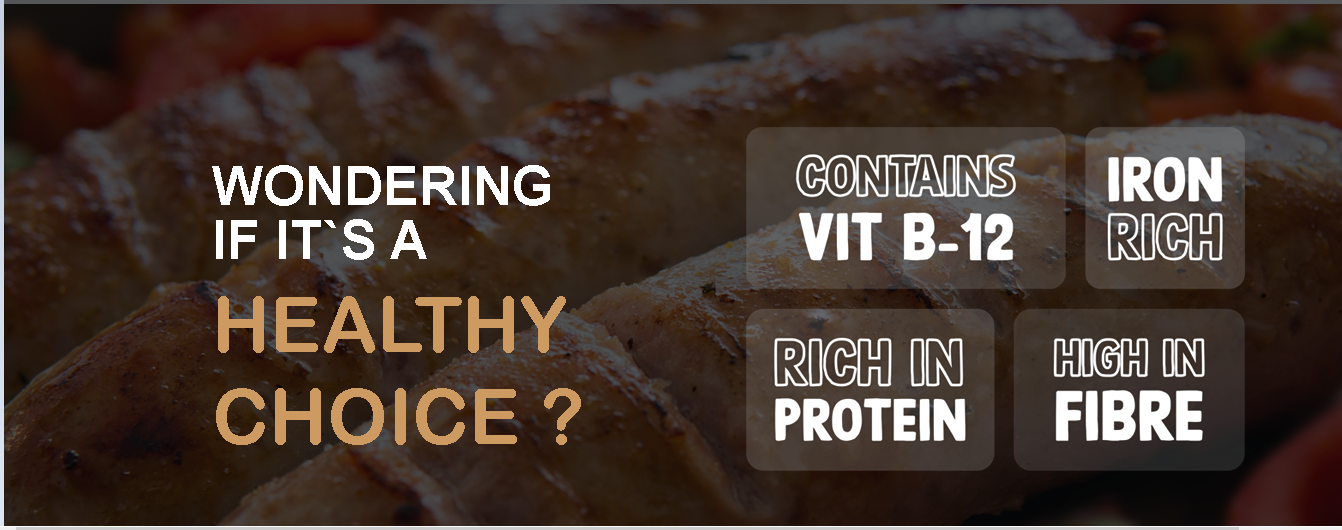 WONDERING
IF IT`S A
HEALTHY
CHOICE ?
CONTAINS
VIT B-12
IRON
RICH
RICH IN
PROTEIN
HIGH IN
FIBRE